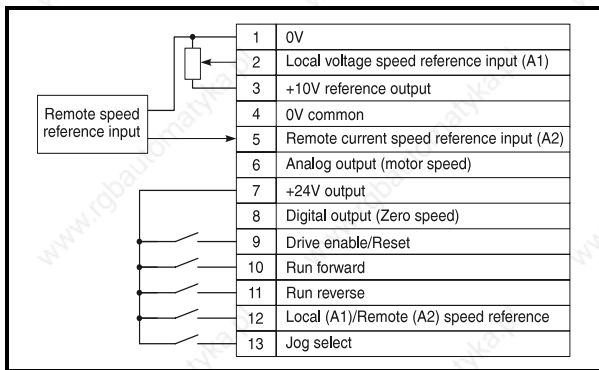 1 0V
2 Local voltage speed reference input (A1)
3 +10V reference output
Remote speed
reference input
4 0V common
5 Remote current speed reference input (A2)
6 Analog output (motor speed)
7 +24V output
8 Digital output (Zero speed)
9 Drive enable/Reset
10 Run forward
11 Run reverse
12 Local (A1)/Remote (A2) speed reference
13 Jog select
www.rgbautomatyka.pl